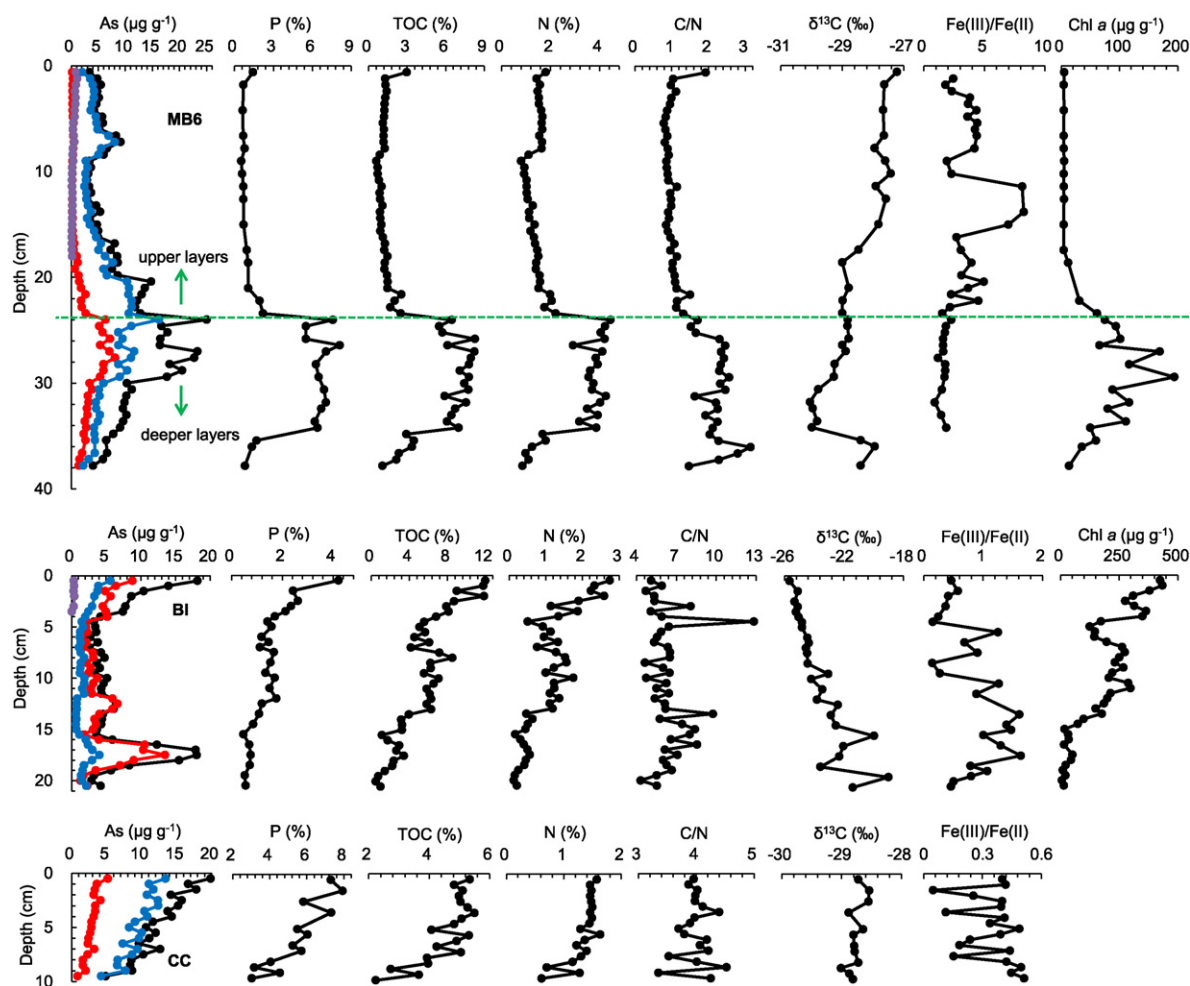 As (µg g⁻¹) P (%) TOC (%) N (%) C/N δ¹³C (‰) Fe(III)/Fe(II) Chl a (µg g⁻¹)
0 5 10 15 20 25 0 3 6 9 0 3 6 9 0 2 4 6 0 1 2 3 -31 -29 -27 0 5 10 0 100 200
0
MB6
10
upper layers
20
Depth (cm)
30
deeper layers
40
As (µg g⁻¹) P (%) TOC (%) N (%) C/N δ¹³C (‰) Fe(III)/Fe(II) Chl a (µg g⁻¹)
0 5 10 15 20 0 2 4 0 4 8 12 0 1 2 3 4 7 10 13 -26 -22 -18 0 1 2 0 250 500
0
BI
5
Depth (cm)
10
15
20
As (µg g⁻¹) P (%) TOC (%) N (%) C/N δ¹³C (‰) Fe(III)/Fe(II)
0 5 10 15 20 2 4 6 8 2 4 6 0 1 2 3 4 5 -30 -29 -28 0 0.3 0.6
0
Depth (cm)
5
CC
10